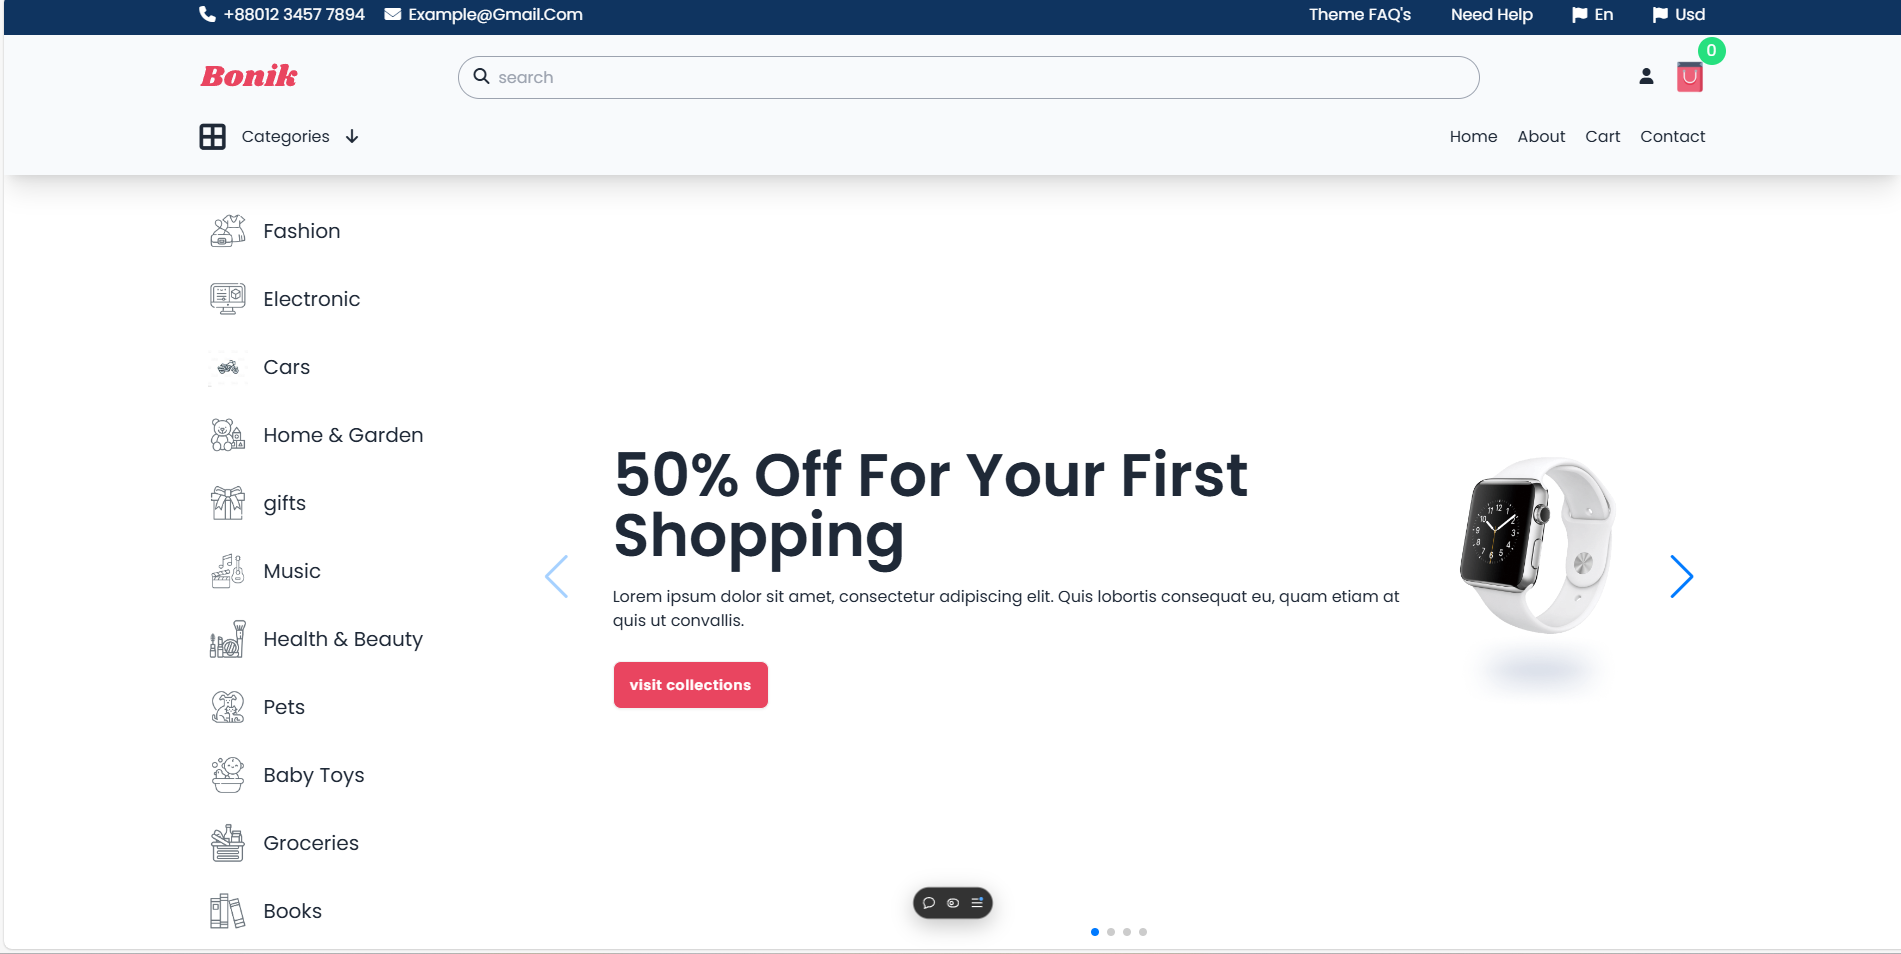 +88012 3457 7894 Example@Gmail.Com Theme FAQ's Need Help En Usd
Bonik search 0
Categories Home About Cart Contact
Fashion
Electronic
Cars
Home & Garden
gifts
Music
Health & Beauty
Pets
Baby Toys
Groceries
Books
50% Off For Your First
Shopping
Lorem ipsum dolor sit amet, consectetur adipiscing elit. Quis lobortis consequat eu, quam etiam at
quis ut convallis.
visit collections